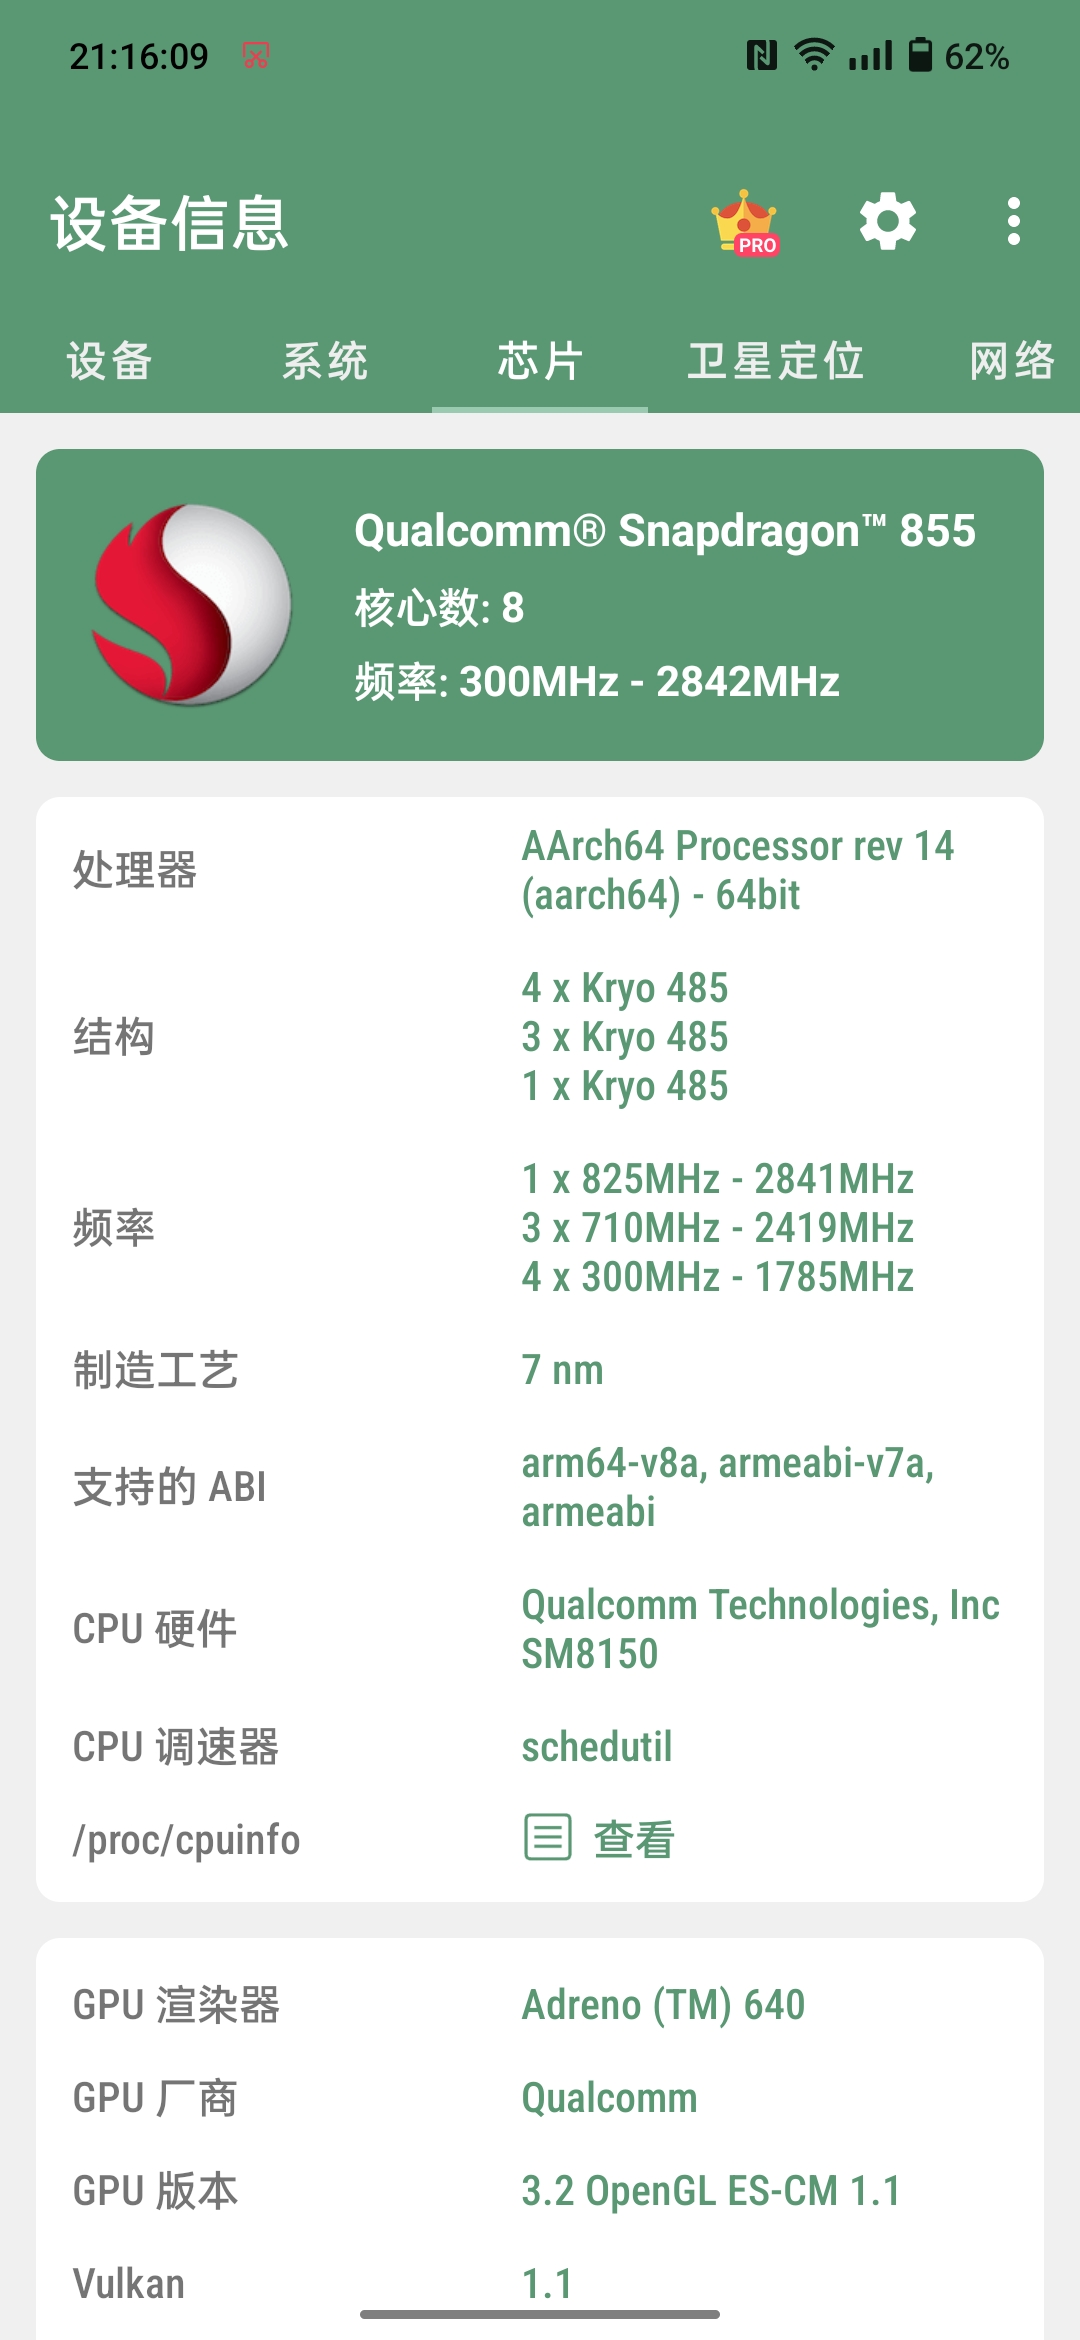 21:16:09
62%
设备信息
PRO
设备 系统 芯片 卫星定位 网络
Qualcomm® Snapdragon™ 855
核心数: 8
频率: 300MHz - 2842MHz
处理器
AArch64 Processor rev 14
(aarch64) - 64bit
结构
4 x Kryo 485
3 x Kryo 485
1 x Kryo 485
频率
1 x 825MHz - 2841MHz
3 x 710MHz - 2419MHz
4 x 300MHz - 1785MHz
制造工艺
7 nm
支持的 ABI
arm64-v8a, armeabi-v7a,
armeabi
CPU 硬件
Qualcomm Technologies, Inc
SM8150
CPU 调速器
schedutil
/proc/cpuinfo
查看
GPU 渲染器
Adreno (TM) 640
GPU 厂商
Qualcomm
GPU 版本
3.2 OpenGL ES-CM 1.1
Vulkan
1.1